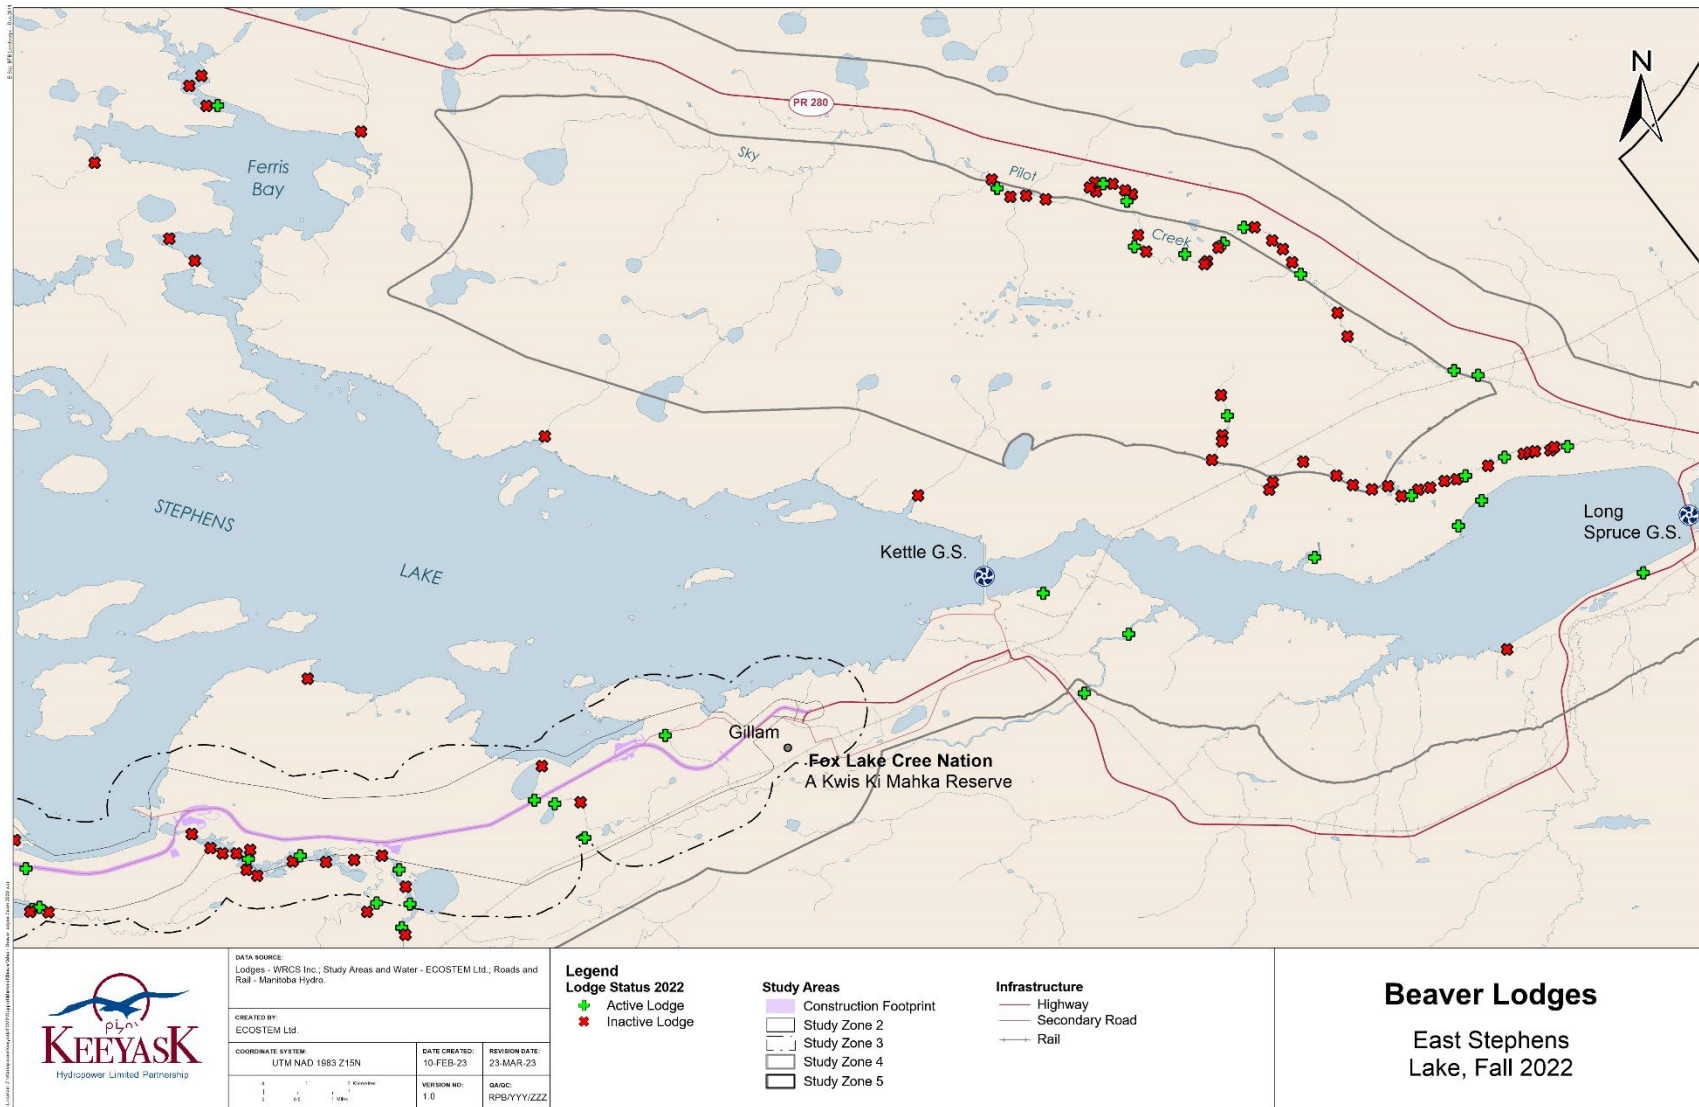 PR 280
Sky
Pilot
Creek
Ferris
Bay
STEPHENS
LAKE
Kettle G.S.
Long
Spruce G.S.
Gillam
Fox Lake Cree Nation
A Kwis Ki Mahka Reserve
N
KEEYASK
Hydropower Limited Partnership
DATA SOURCE:
Lodges - WRCS Inc.; Study Areas and Water - ECOSTEM Ltd.; Roads and
Rail - Manitoba Hydro.
CREATED BY:
ECOSTEM Ltd.
COORDINATE SYSTEM:
UTM NAD 1983 Z15N
DATE CREATED:
10-FEB-23
REVISION DATE:
23-MAR-23
VERSION NO:
1.0
QA/QC:
RPB/YYY/ZZZ
Legend
Lodge Status 2022
Active Lodge
Inactive Lodge
Study Areas
Construction Footprint
Study Zone 2
Study Zone 3
Study Zone 4
Study Zone 5
Infrastructure
Highway
Secondary Road
Rail
Beaver Lodges
East Stephens
Lake, Fall 2022